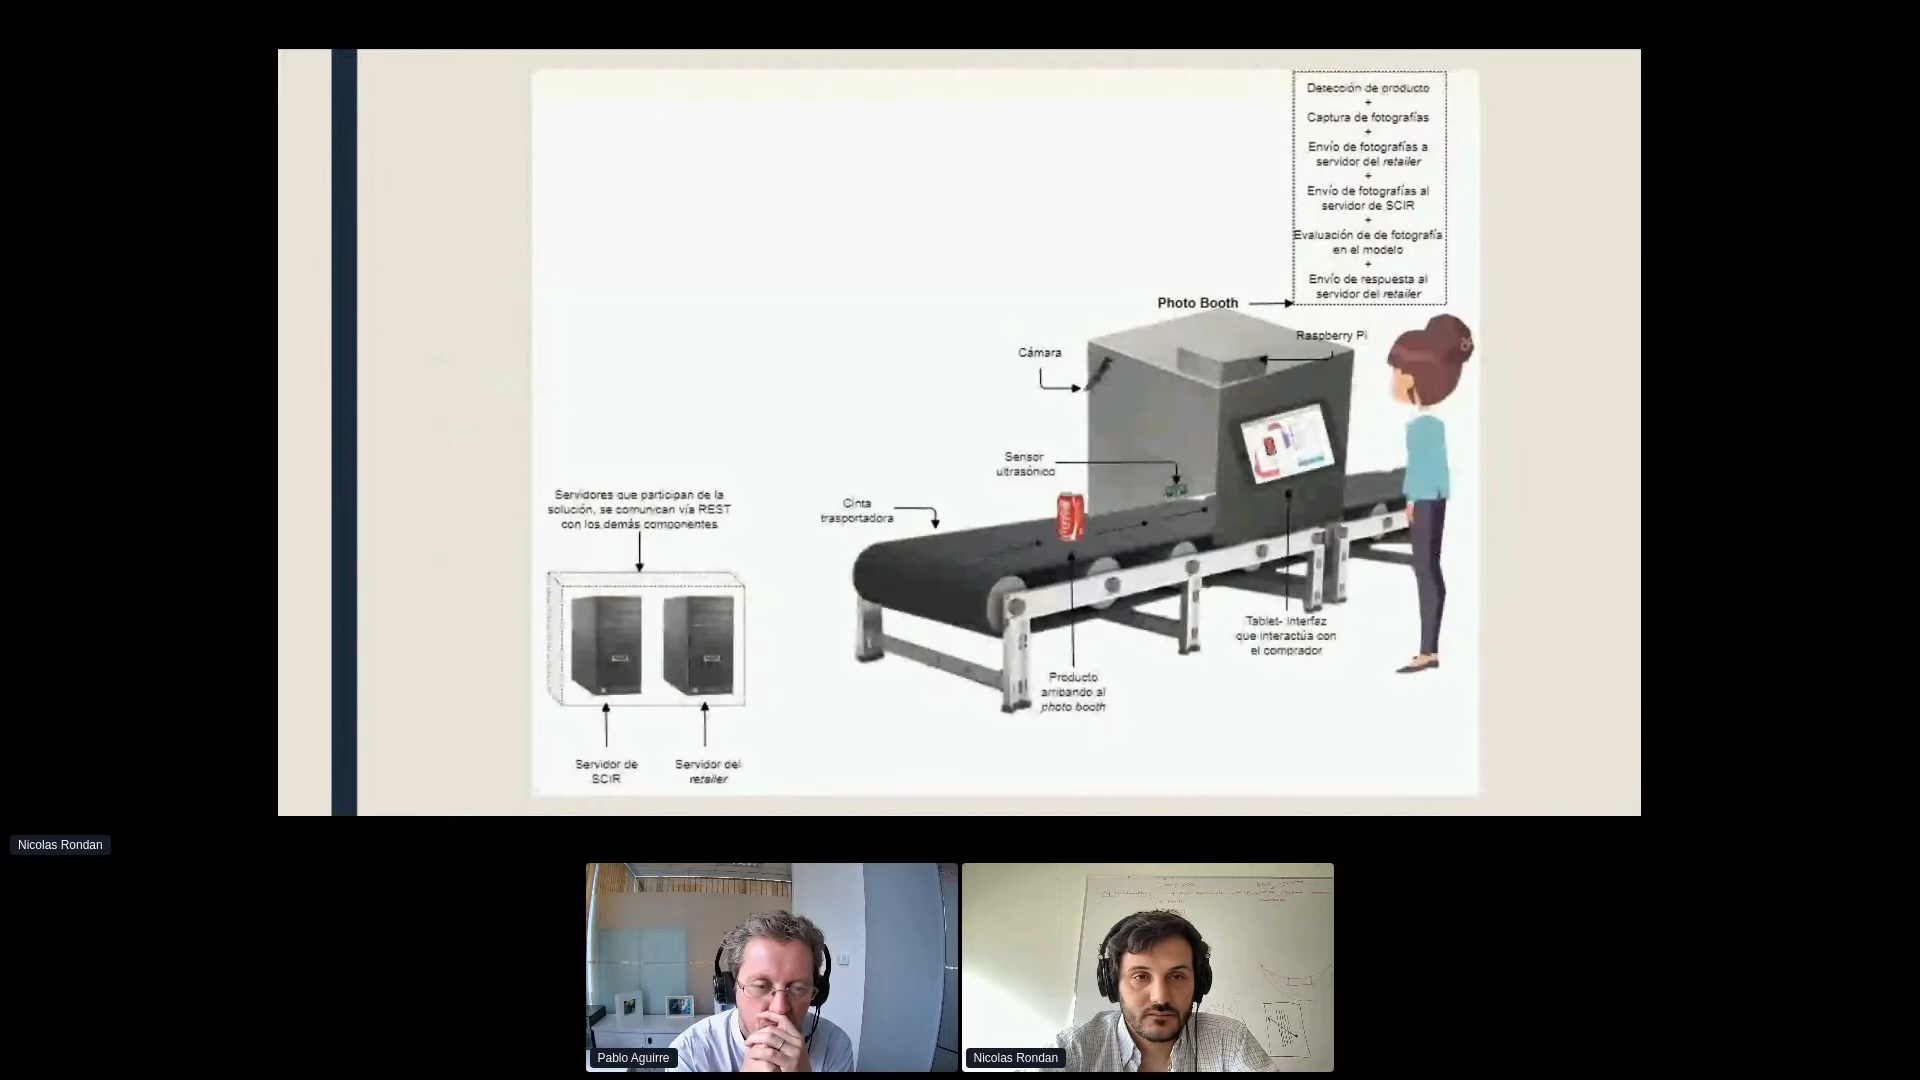 Detección de producto
+
Captura de fotografías
+
Envío de fotografías a
servidor del retailer
+
Envío de fotografías al
servidor de SCIR
+
Evaluación de de fotografía
en el modelo
+
Envío de respuesta al
servidor del retailer
Photo Booth
Raspberry Pi
Cámara
Sensor
ultrasónico
Cinta
trasportadora
Servidores que participan de la
solución, se comunican vía REST
con los demás componentes
Tablet- Interfaz
que interactúa con
el comprador
Producto
arribando al
photo booth
Servidor de
SCIR
Servidor del
retailer
Nicolas Rondan
Pablo Aguirre
Nicolas Rondan